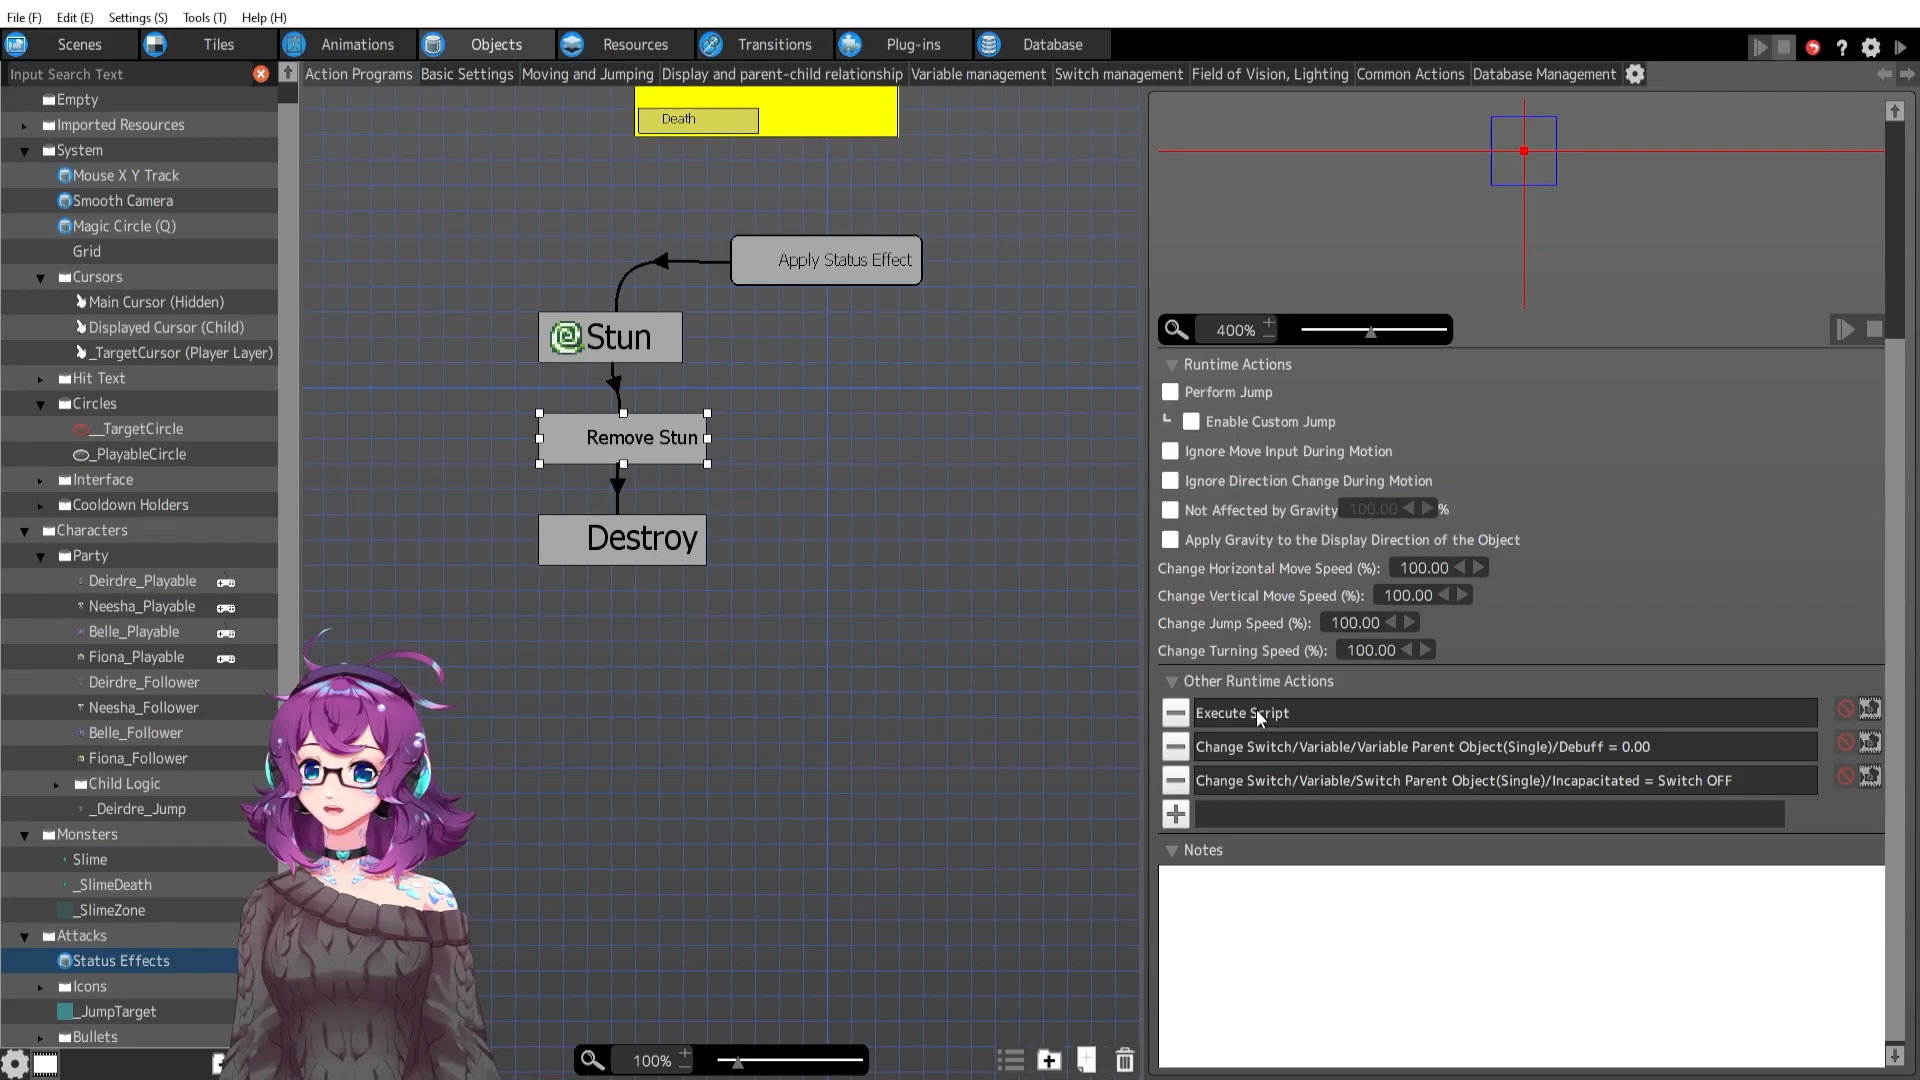 File (F) Edit (E) Settings (S) Tools (T) Help (H)
Scenes Tiles Animations Objects Resources Transitions Plug-ins Database
Input Search Text
Action Programs Basic Settings Moving and Jumping Display and parent-child relationship Variable management Switch management Field of Vision, Lighting Common Actions Database Management
Empty
Imported Resources
System
Mouse X Y Track
Smooth Camera
Magic Circle (Q)
Grid
Cursors
Main Cursor (Hidden)
Displayed Cursor (Child)
_TargetCursor (Player Layer)
Hit Text
Circles
__TargetCircle
_PlayableCircle
Interface
Cooldown Holders
Characters
Party
Deirdre_Playable
Neesha_Playable
Belle_Playable
Fiona_Playable
Deirdre_Follower
Neesha_Follower
Belle_Follower
Fiona_Follower
Child Logic
_Deirdre_Jump
Monsters
Slime
_SlimeDeath
_SlimeZone
Attacks
Status Effects
Icons
_JumpTarget
Bullets
Death
Apply Status Effect
Stun
Remove Stun
Destroy
100%
400%
Runtime Actions
Perform Jump
Enable Custom Jump
Ignore Move Input During Motion
Ignore Direction Change During Motion
Not Affected by Gravity 100.00 %
Apply Gravity to the Display Direction of the Object
Change Horizontal Move Speed (%): 100.00
Change Vertical Move Speed (%): 100.00
Change Jump Speed (%): 100.00
Change Turning Speed (%): 100.00
Other Runtime Actions
Execute Script
Change Switch/Variable/Variable Parent Object(Single)/Debuff = 0.00
Change Switch/Variable/Switch Parent Object(Single)/Incapacitated = Switch OFF
Notes